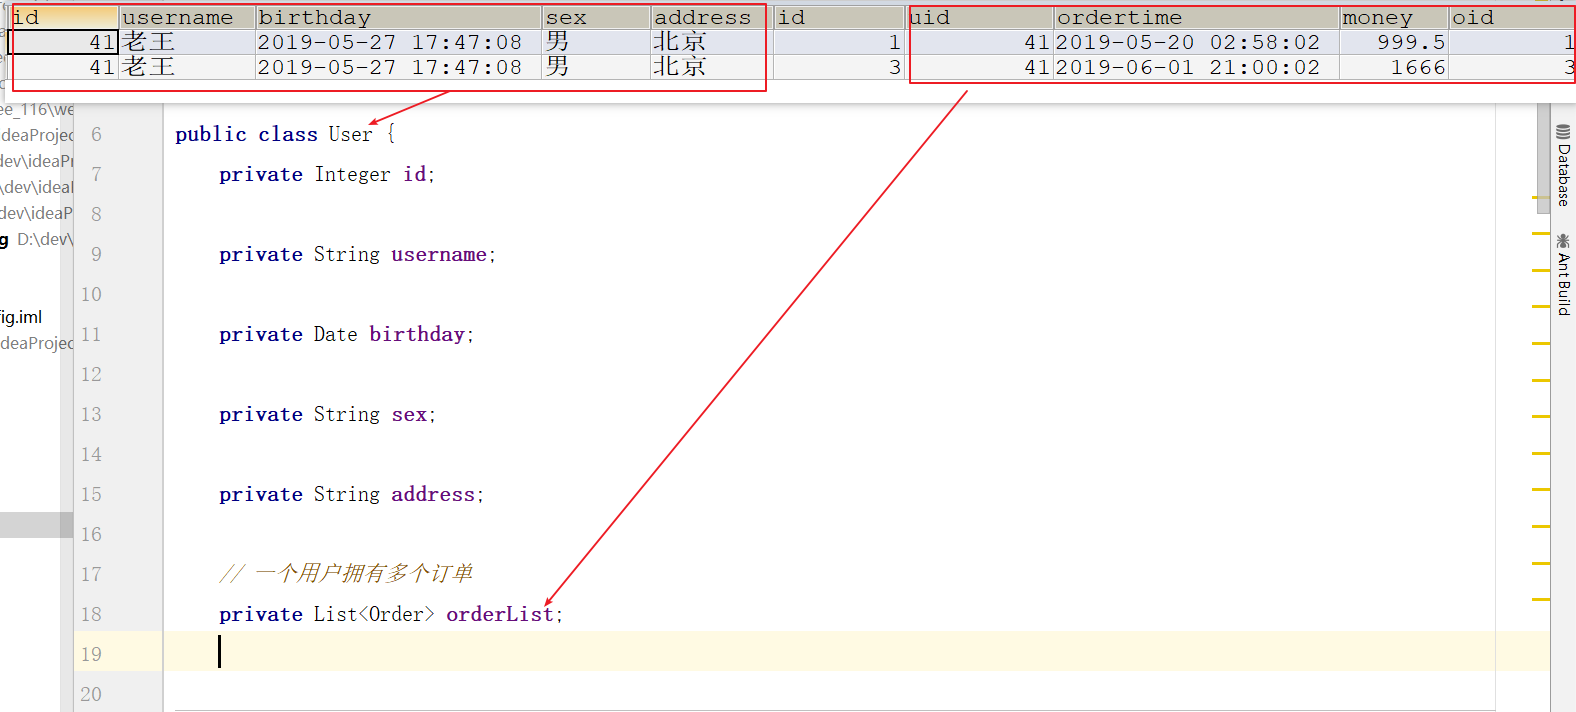 id username birthday sex address id uid ordertime money oid
41 老王 2019-05-27 17:47:08 男 北京 1 41 2019-05-20 02:58:02 999.5 1
41 老王 2019-05-27 17:47:08 男 北京 3 41 2019-06-01 21:00:02 1666 3
ee_116\we
deaProjec
dev\ideaPr
\dev\ideal
dev\ideaP
g D:\dev\
fig.iml
deaProjec
6 public class User {
7 private Integer id;
8
9 private String username;
10
11 private Date birthday;
12
13 private String sex;
14
15 private String address;
16
17 // 一个用户拥有多个订单
18 private List<Order> orderList;
19
20
Database
Ant Build